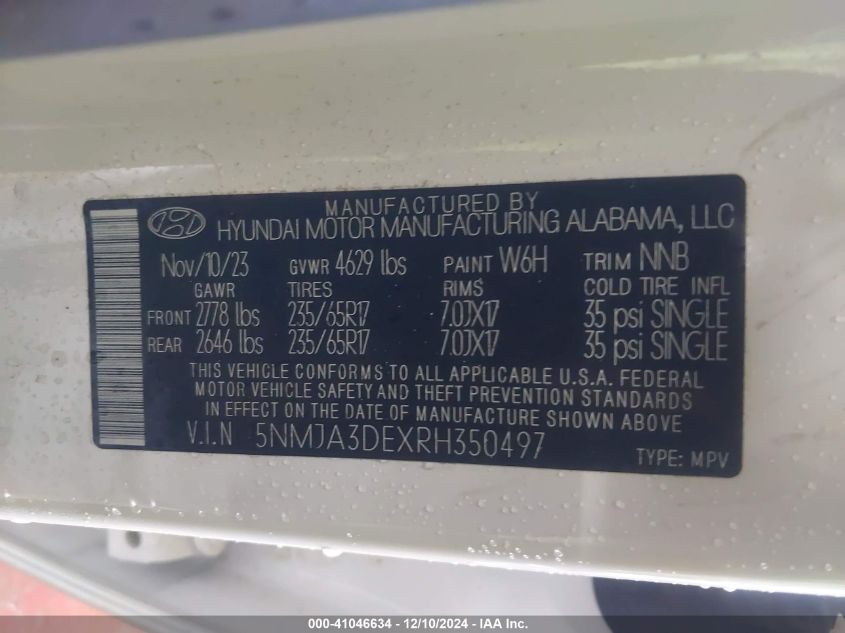 MANUFACTURED BY
HYUNDAI MOTOR MANUFACTURING ALABAMA, LLC
Nov/10/23 GVWR 4629 lbs PAINT W6H TRIM NNB
GAWR TIRES RIMS COLD TIRE INFL
FRONT 2778 lbs 235/65R17 7.0JX17 35 psi SINGLE
REAR 2646 lbs 235/65R17 7.0JX17 35 psi SINGLE
THIS VEHICLE CONFORMS TO ALL APPLICABLE U.S.A. FEDERAL
MOTOR VEHICLE SAFETY AND THEFT PREVENTION STANDARDS
IN EFFECT ON THE DATE OF MANUFACTURE SHOWN ABOVE
V.I.N 5NMJA3DEXRH350497 TYPE: MPV
000-41046634 - 12/10/2024 - IAA Inc.